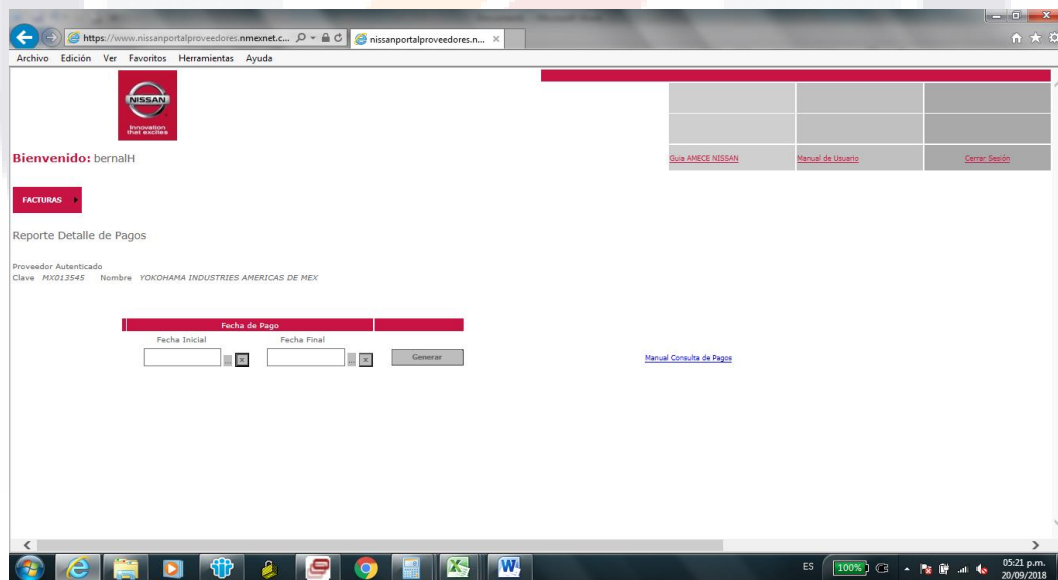 https://www.nissanportalproveedores.nmexnet.c...
nissanportalproveedores.n...
Archivo Edición Ver Favoritos Herramientas Ayuda
NISSAN
Innovation
that excites
Bienvenido: bernalH
Guia AMECE NISSAN
Manual de Usuario
Cerrar Sesión
FACTURAS
Reporte Detalle de Pagos
Proveedor Autenticado
Clave MX013545 Nombre YOKOHAMA INDUSTRIES AMERICAS DE MEX
Fecha de Pago
Fecha Inicial Fecha Final
... x ... x Generar
Manual Consulta de Pagos
ES 100% 05:21 p.m.
20/09/2018